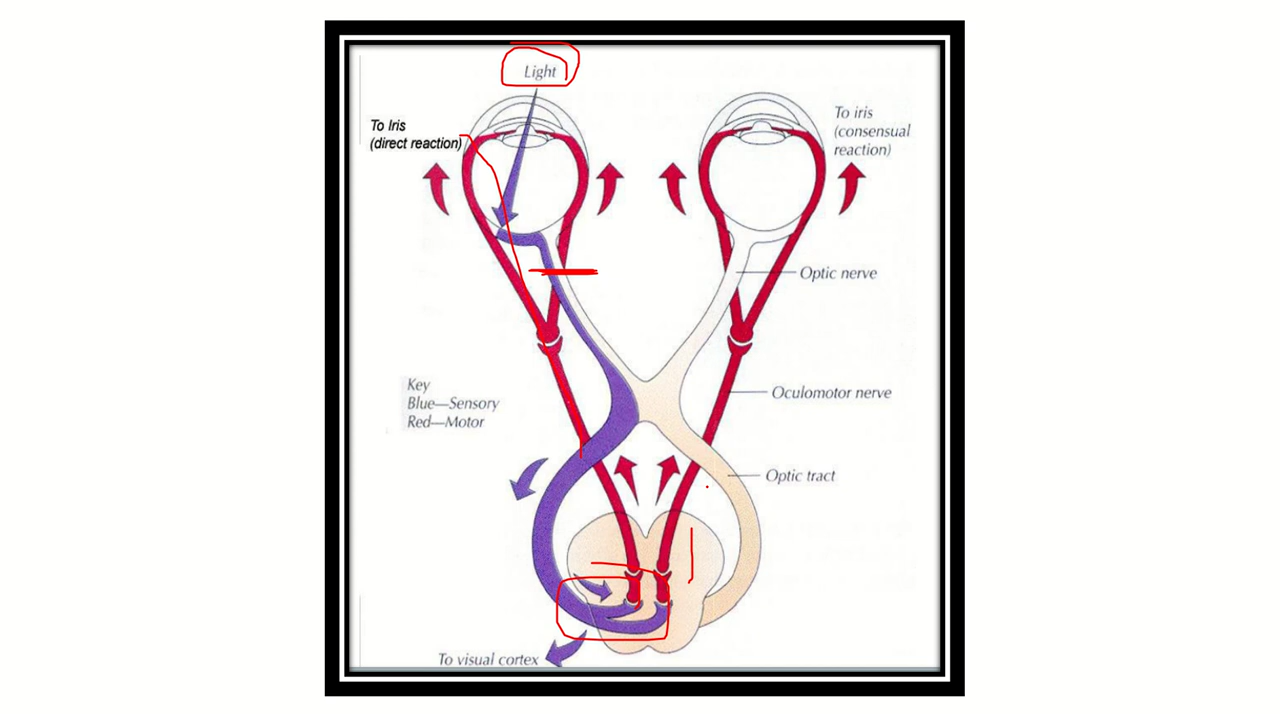 Light
To Iris
(direct reaction)
To iris
(consensual
reaction)
Optic nerve
Key
Blue—Sensory
Red—Motor
Oculomotor nerve
Optic tract
To visual cortex